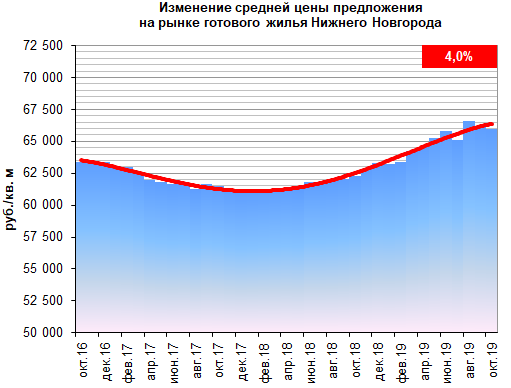 Изменение средней цены предложения
на рынке готового жилья Нижнего Новгорода
4,0%
руб./кв. м
72 500
70 000
67 500
65 000
62 500
60 000
57 500
55 000
52 500
50 000
окт.16
дек.16
фев.17
апр.17
июн.17
авг.17
окт.17
дек.17
фев.18
апр.18
июн.18
авг.18
окт.18
дек.18
фев.19
апр.19
июн.19
авг.19
окт.19